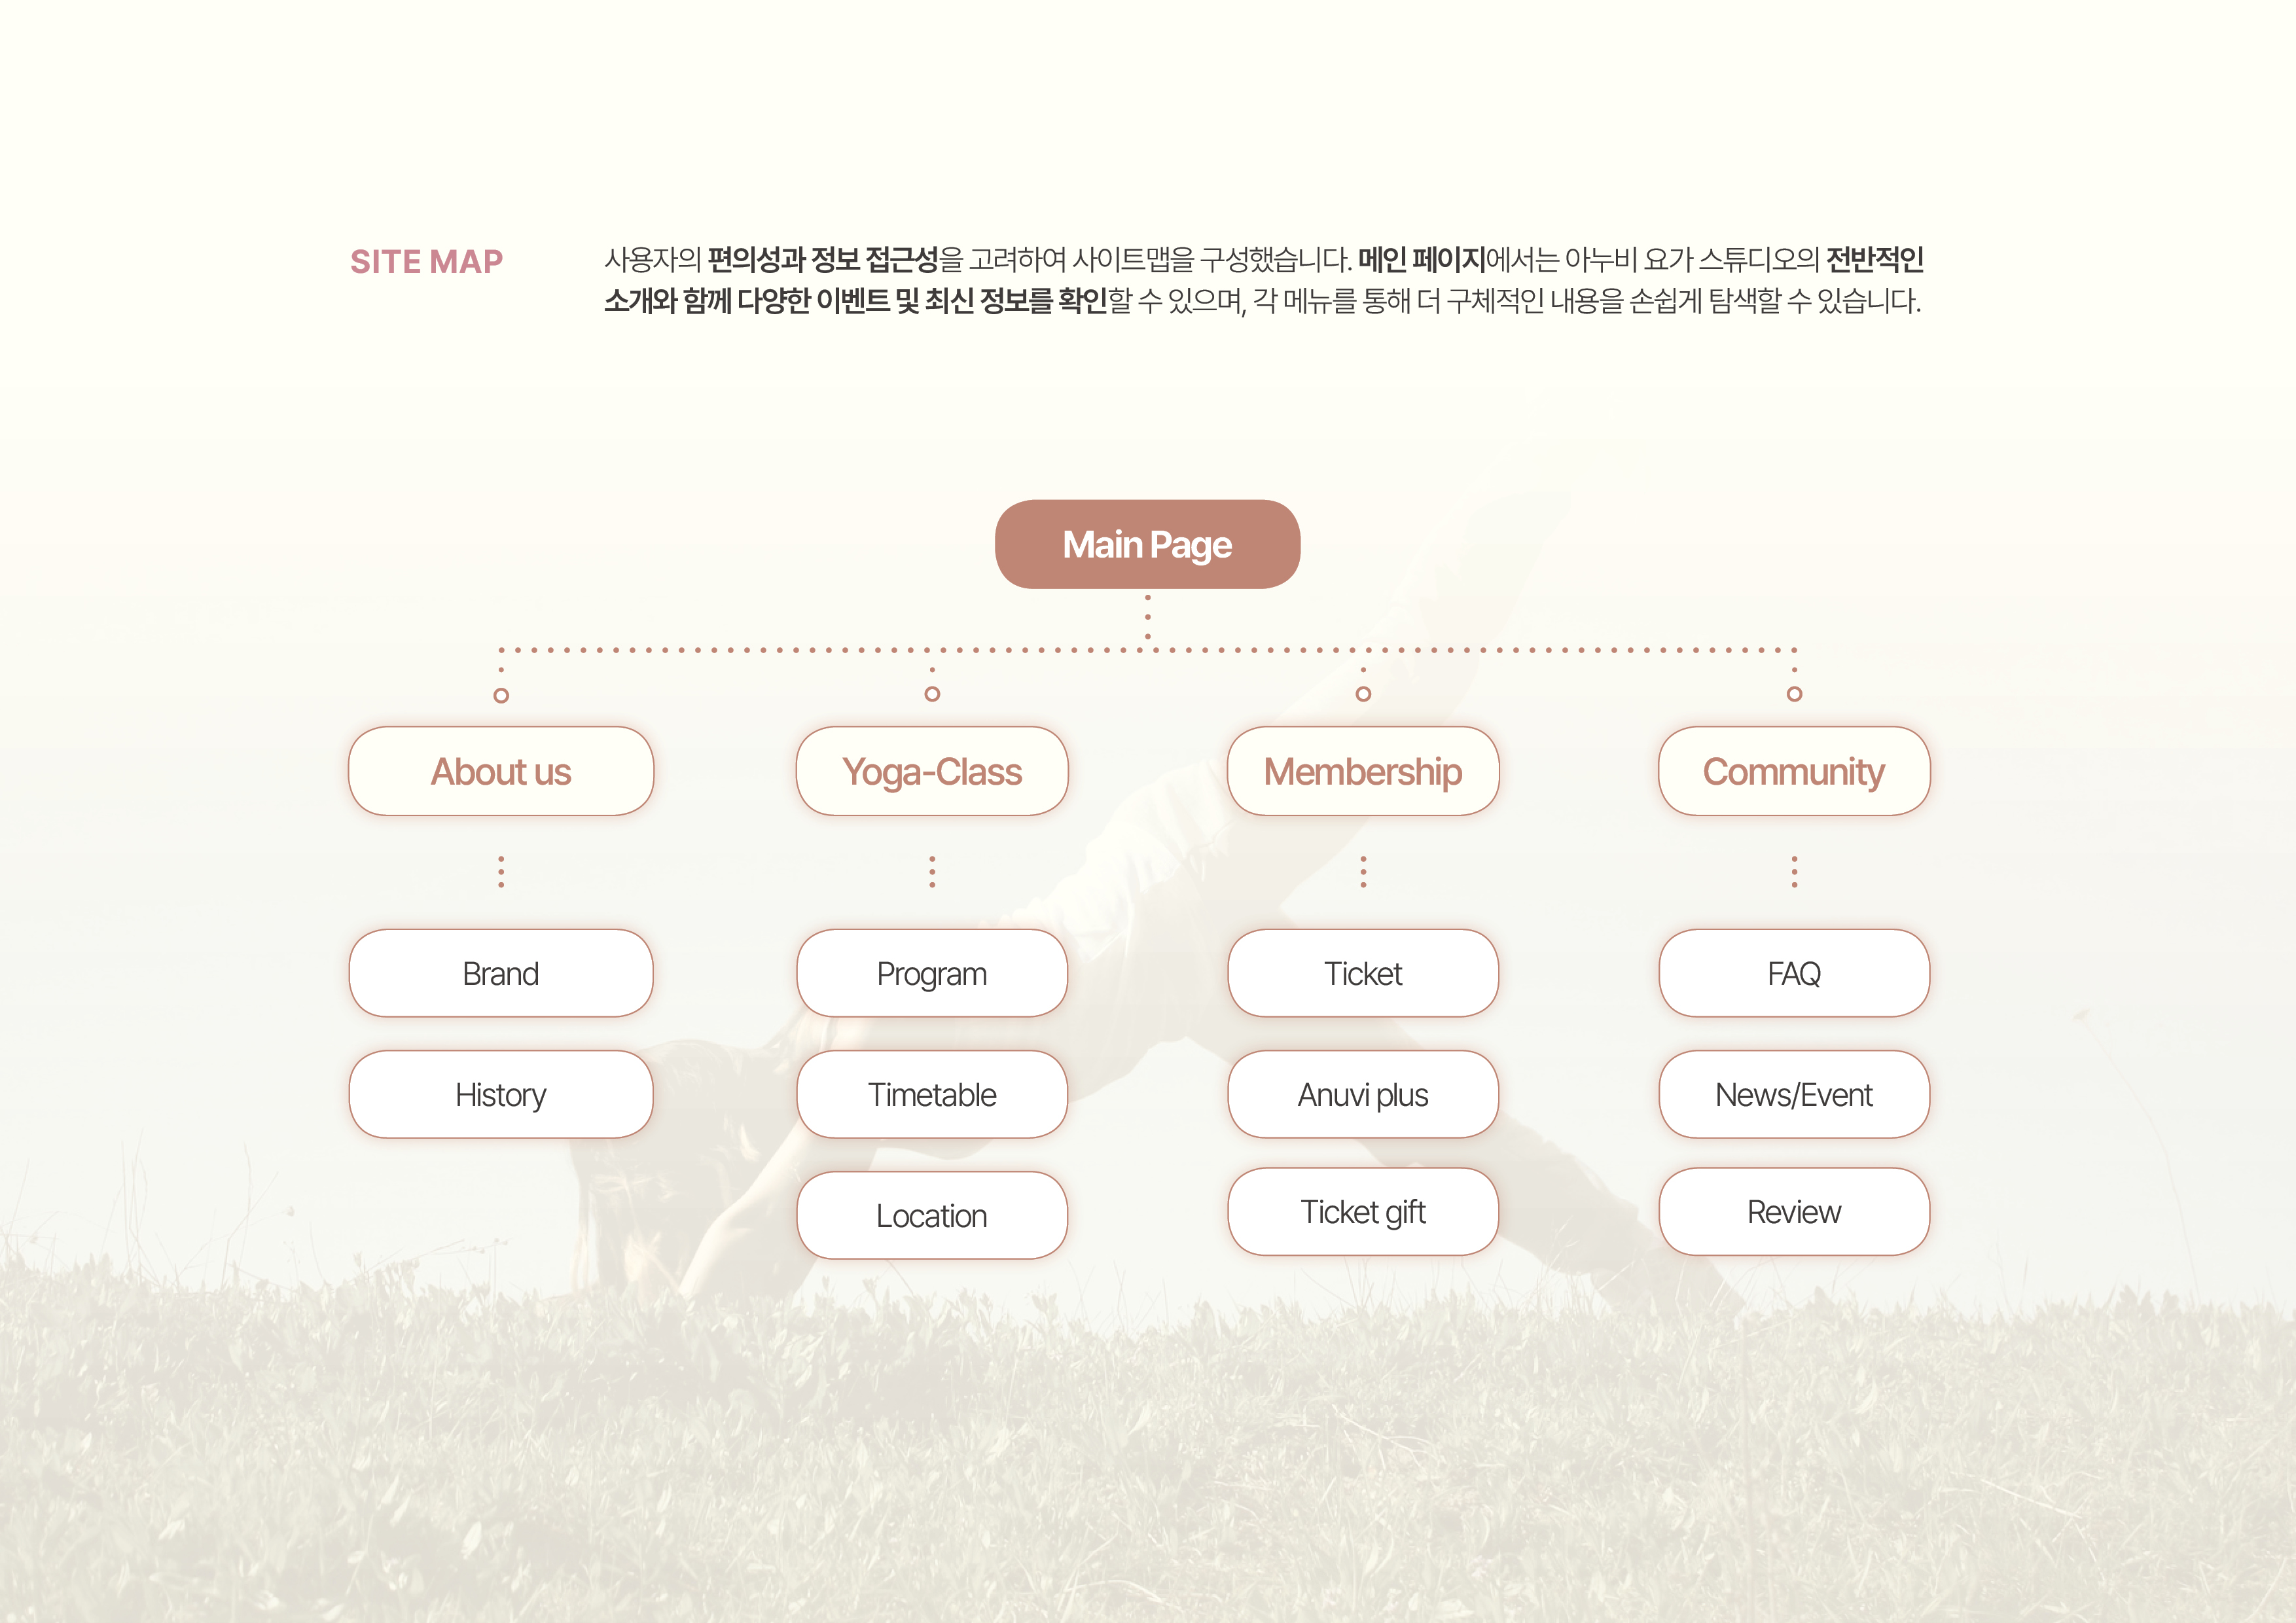 SITE MAP
사용자의 편의성과 정보 접근성을 고려하여 사이트맵을 구성했습니다. 메인 페이지에서는 아누비 요가 스튜디오의 전반적인
소개와 함께 다양한 이벤트 및 최신 정보를 확인할 수 있으며, 각 메뉴를 통해 더 구체적인 내용을 손쉽게 탐색할 수 있습니다.
Main Page
About us
Yoga-Class
Membership
Community
Brand
Program
Ticket
FAQ
History
Timetable
Anuvi plus
News/Event
Location
Ticket gift
Review